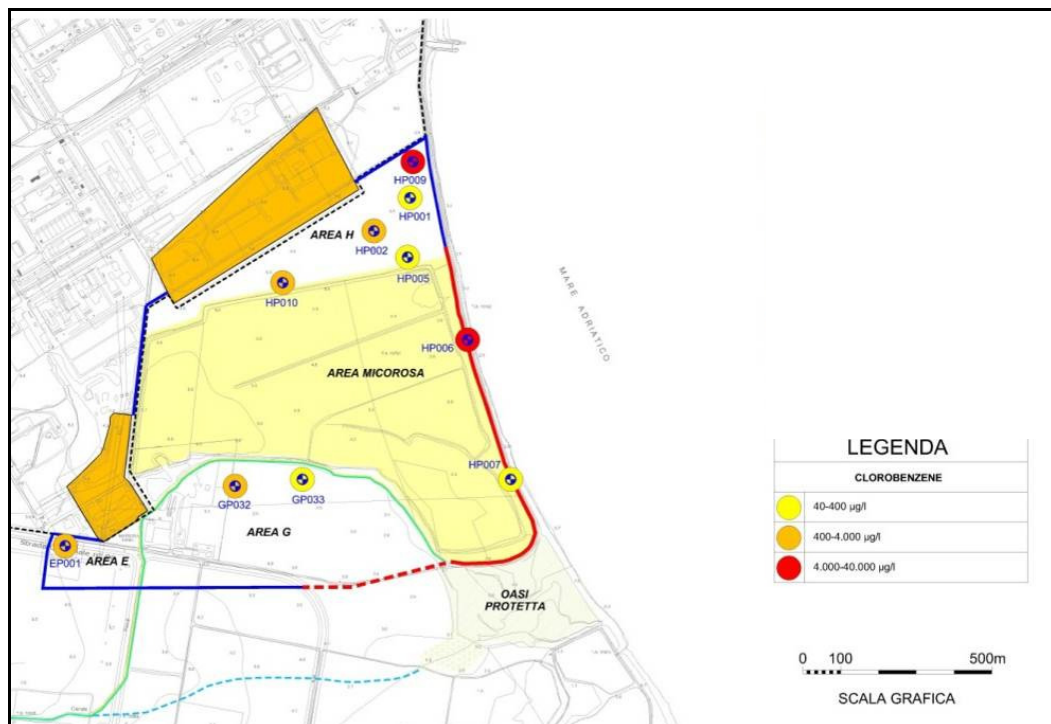 HP009
HP001
HP002
AREA H
HP005
HP010
MARE ADRIATICO
HP006
AREA MICOROSA
HP007
GP032
GP033
AREA G
EP001
AREA E
OASI
PROTETTA
LEGENDA
CLOROBENZENE
40-400 µg/l
400-4.000 µg/l
4.000-40.000 µg/l
0 100 500m
SCALA GRAFICA